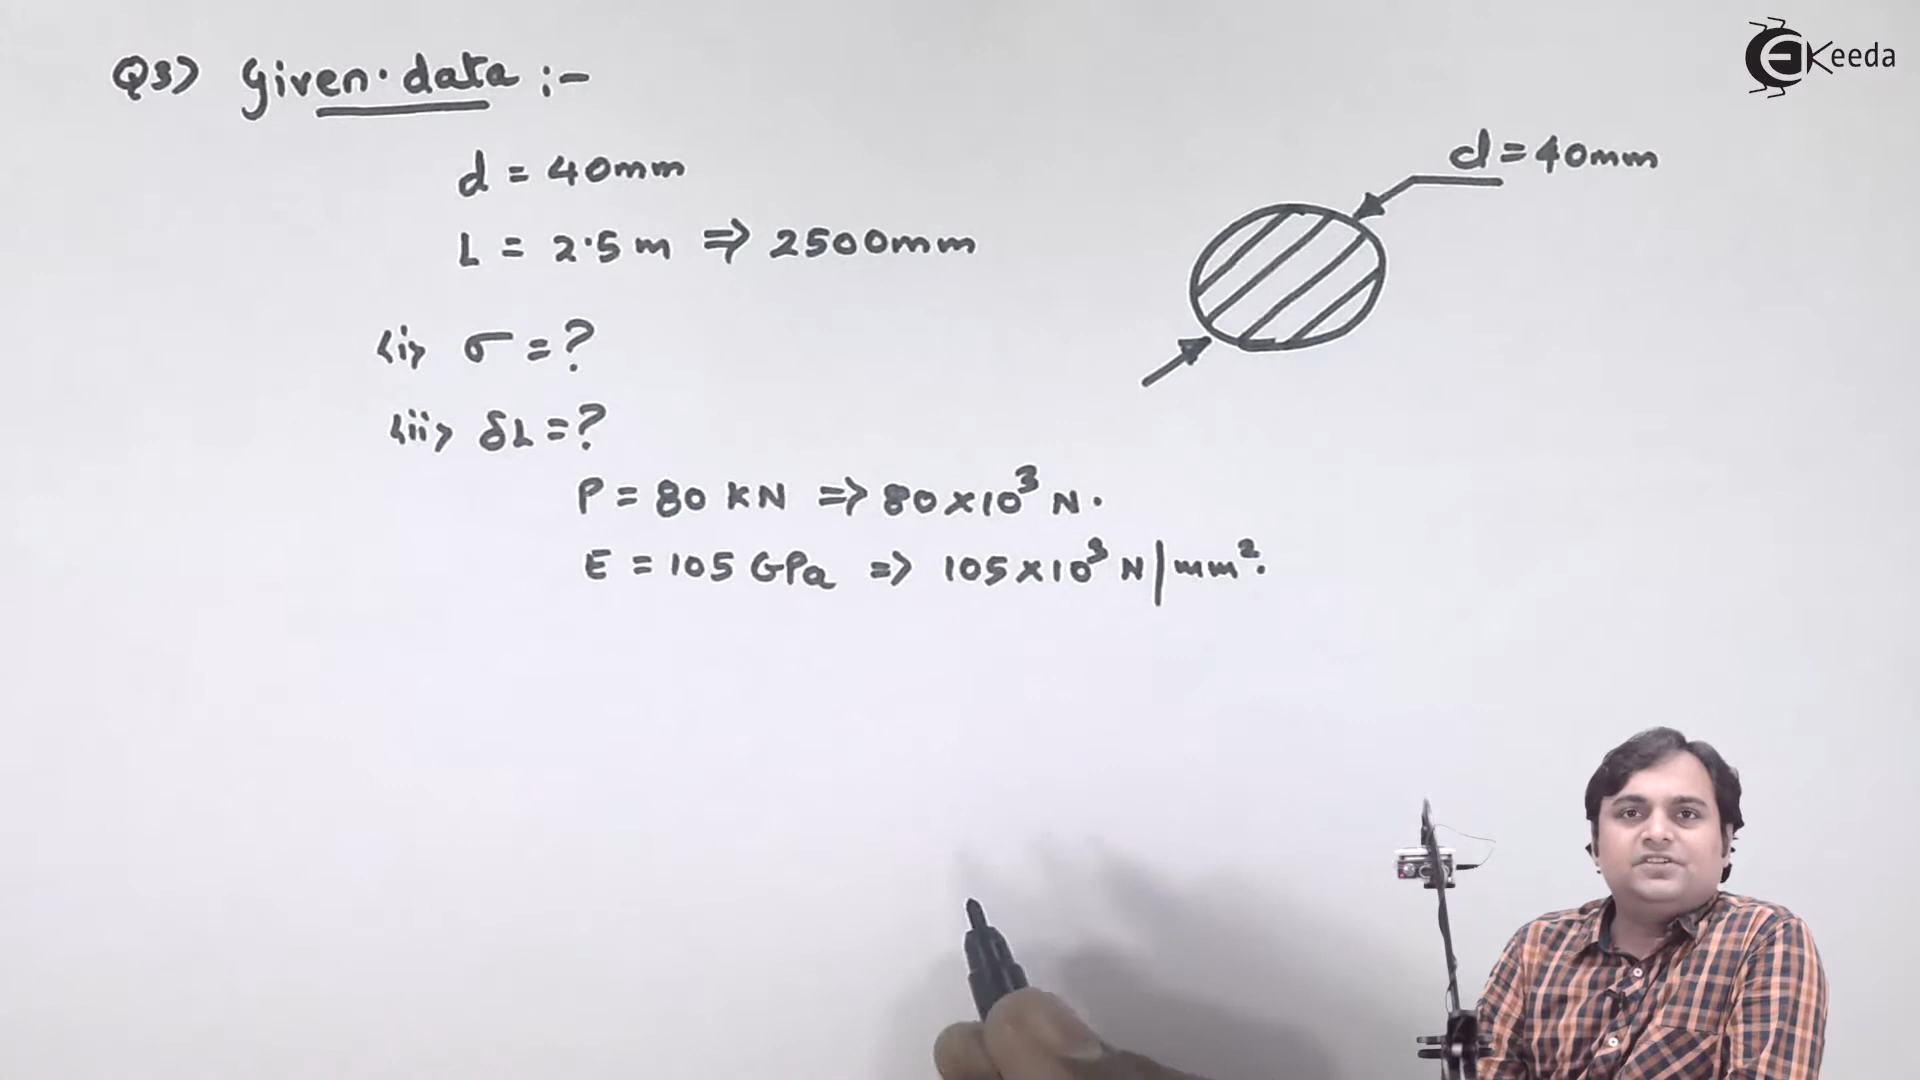 Q3) Given data :-
d = 40mm
L = 2.5 m ⇒ 2500mm
(i) σ = ?
(ii) δL = ?
P = 80 KN ⇒ 80×10³ N.
E = 105 GPa ⇒ 105×10³ N/mm².
d = 40mm
EKeeda